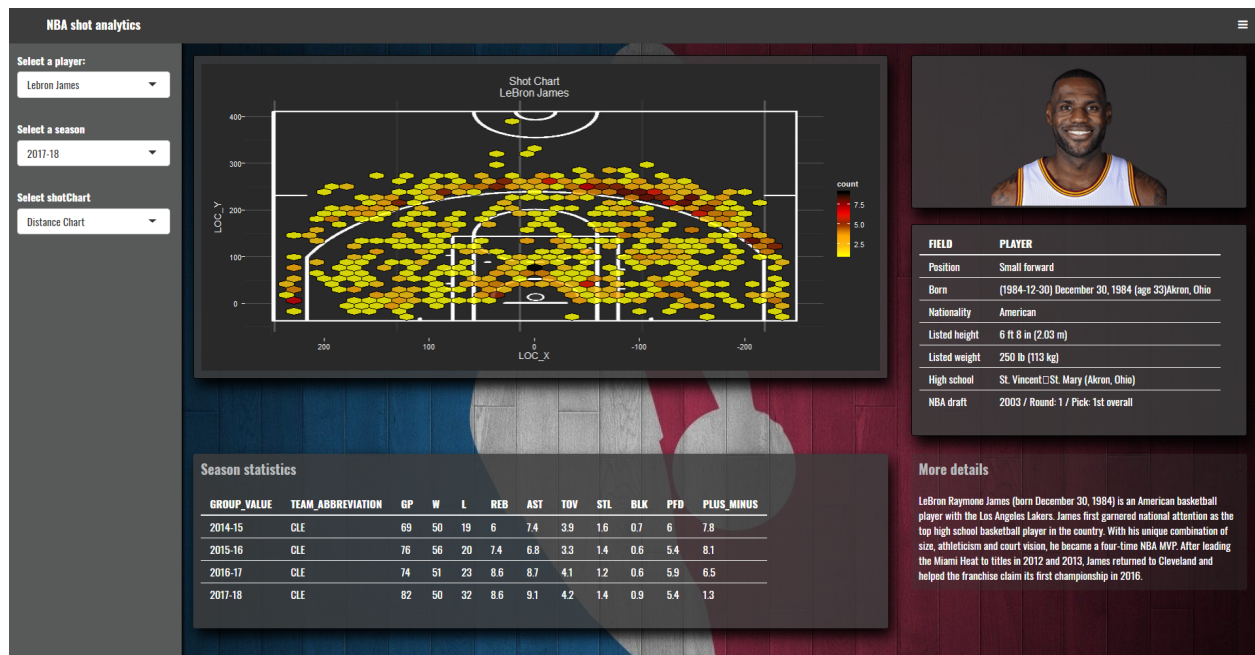 NBA shot analytics
Select a player:
Lebron James
Select a season
2017-18
Select shotChart
Distance Chart
Shot Chart
LeBron James
400
300
200
100
0
LOC_Y
200
100
0
-100
-200
LOC_X
count
7.5
5.0
2.5
FIELD PLAYER
Position Small forward
Born (1984-12-30) December 30, 1984 (age 33)Akron, Ohio
Nationality American
Listed height 6 ft 8 in (2.03 m)
Listed weight 250 lb (113 kg)
High school St. Vincent□St. Mary (Akron, Ohio)
NBA draft 2003 / Round: 1 / Pick: 1st overall
Season statistics
GROUP_VALUE TEAM_ABBREVIATION GP W L REB AST TOV STL BLK PFD PLUS_MINUS
2014-15 CLE 69 50 19 6 7.4 3.9 1.6 0.7 6 7.8
2015-16 CLE 76 56 20 7.4 6.8 3.3 1.4 0.6 5.4 8.1
2016-17 CLE 74 51 23 8.6 8.7 4.1 1.2 0.6 5.9 6.5
2017-18 CLE 82 50 32 8.6 9.1 4.2 1.4 0.9 5.4 1.3
More details
LeBron Raymone James (born December 30, 1984) is an American basketball
player with the Los Angeles Lakers. James first garnered national attention as the
top high school basketball player in the country. With his unique combination of
size, athleticism and court vision, he became a four-time NBA MVP. After leading
the Miami Heat to titles in 2012 and 2013, James returned to Cleveland and
helped the franchise claim its first championship in 2016.